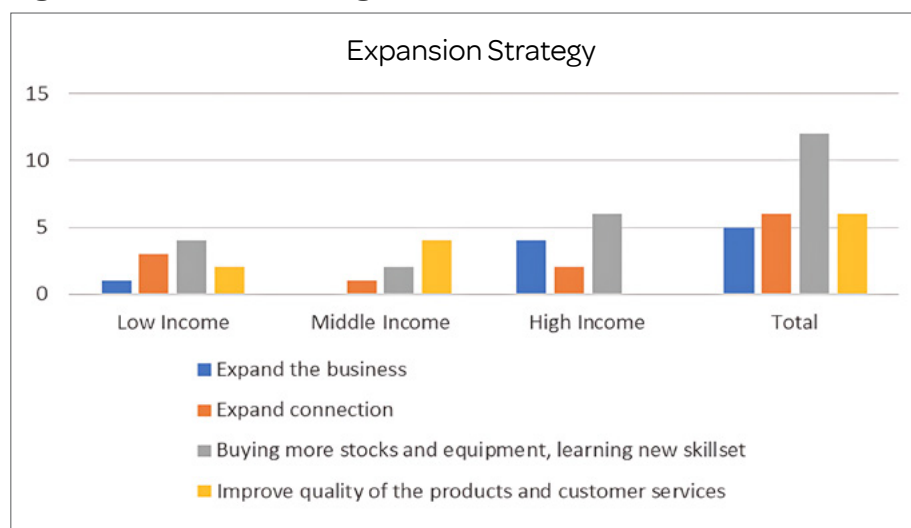 Expansion Strategy
15
10
5
0
Low Income Middle Income High Income Total
Expand the business
Expand connection
Buying more stocks and equipment, learning new skillset
Improve quality of the products and customer services